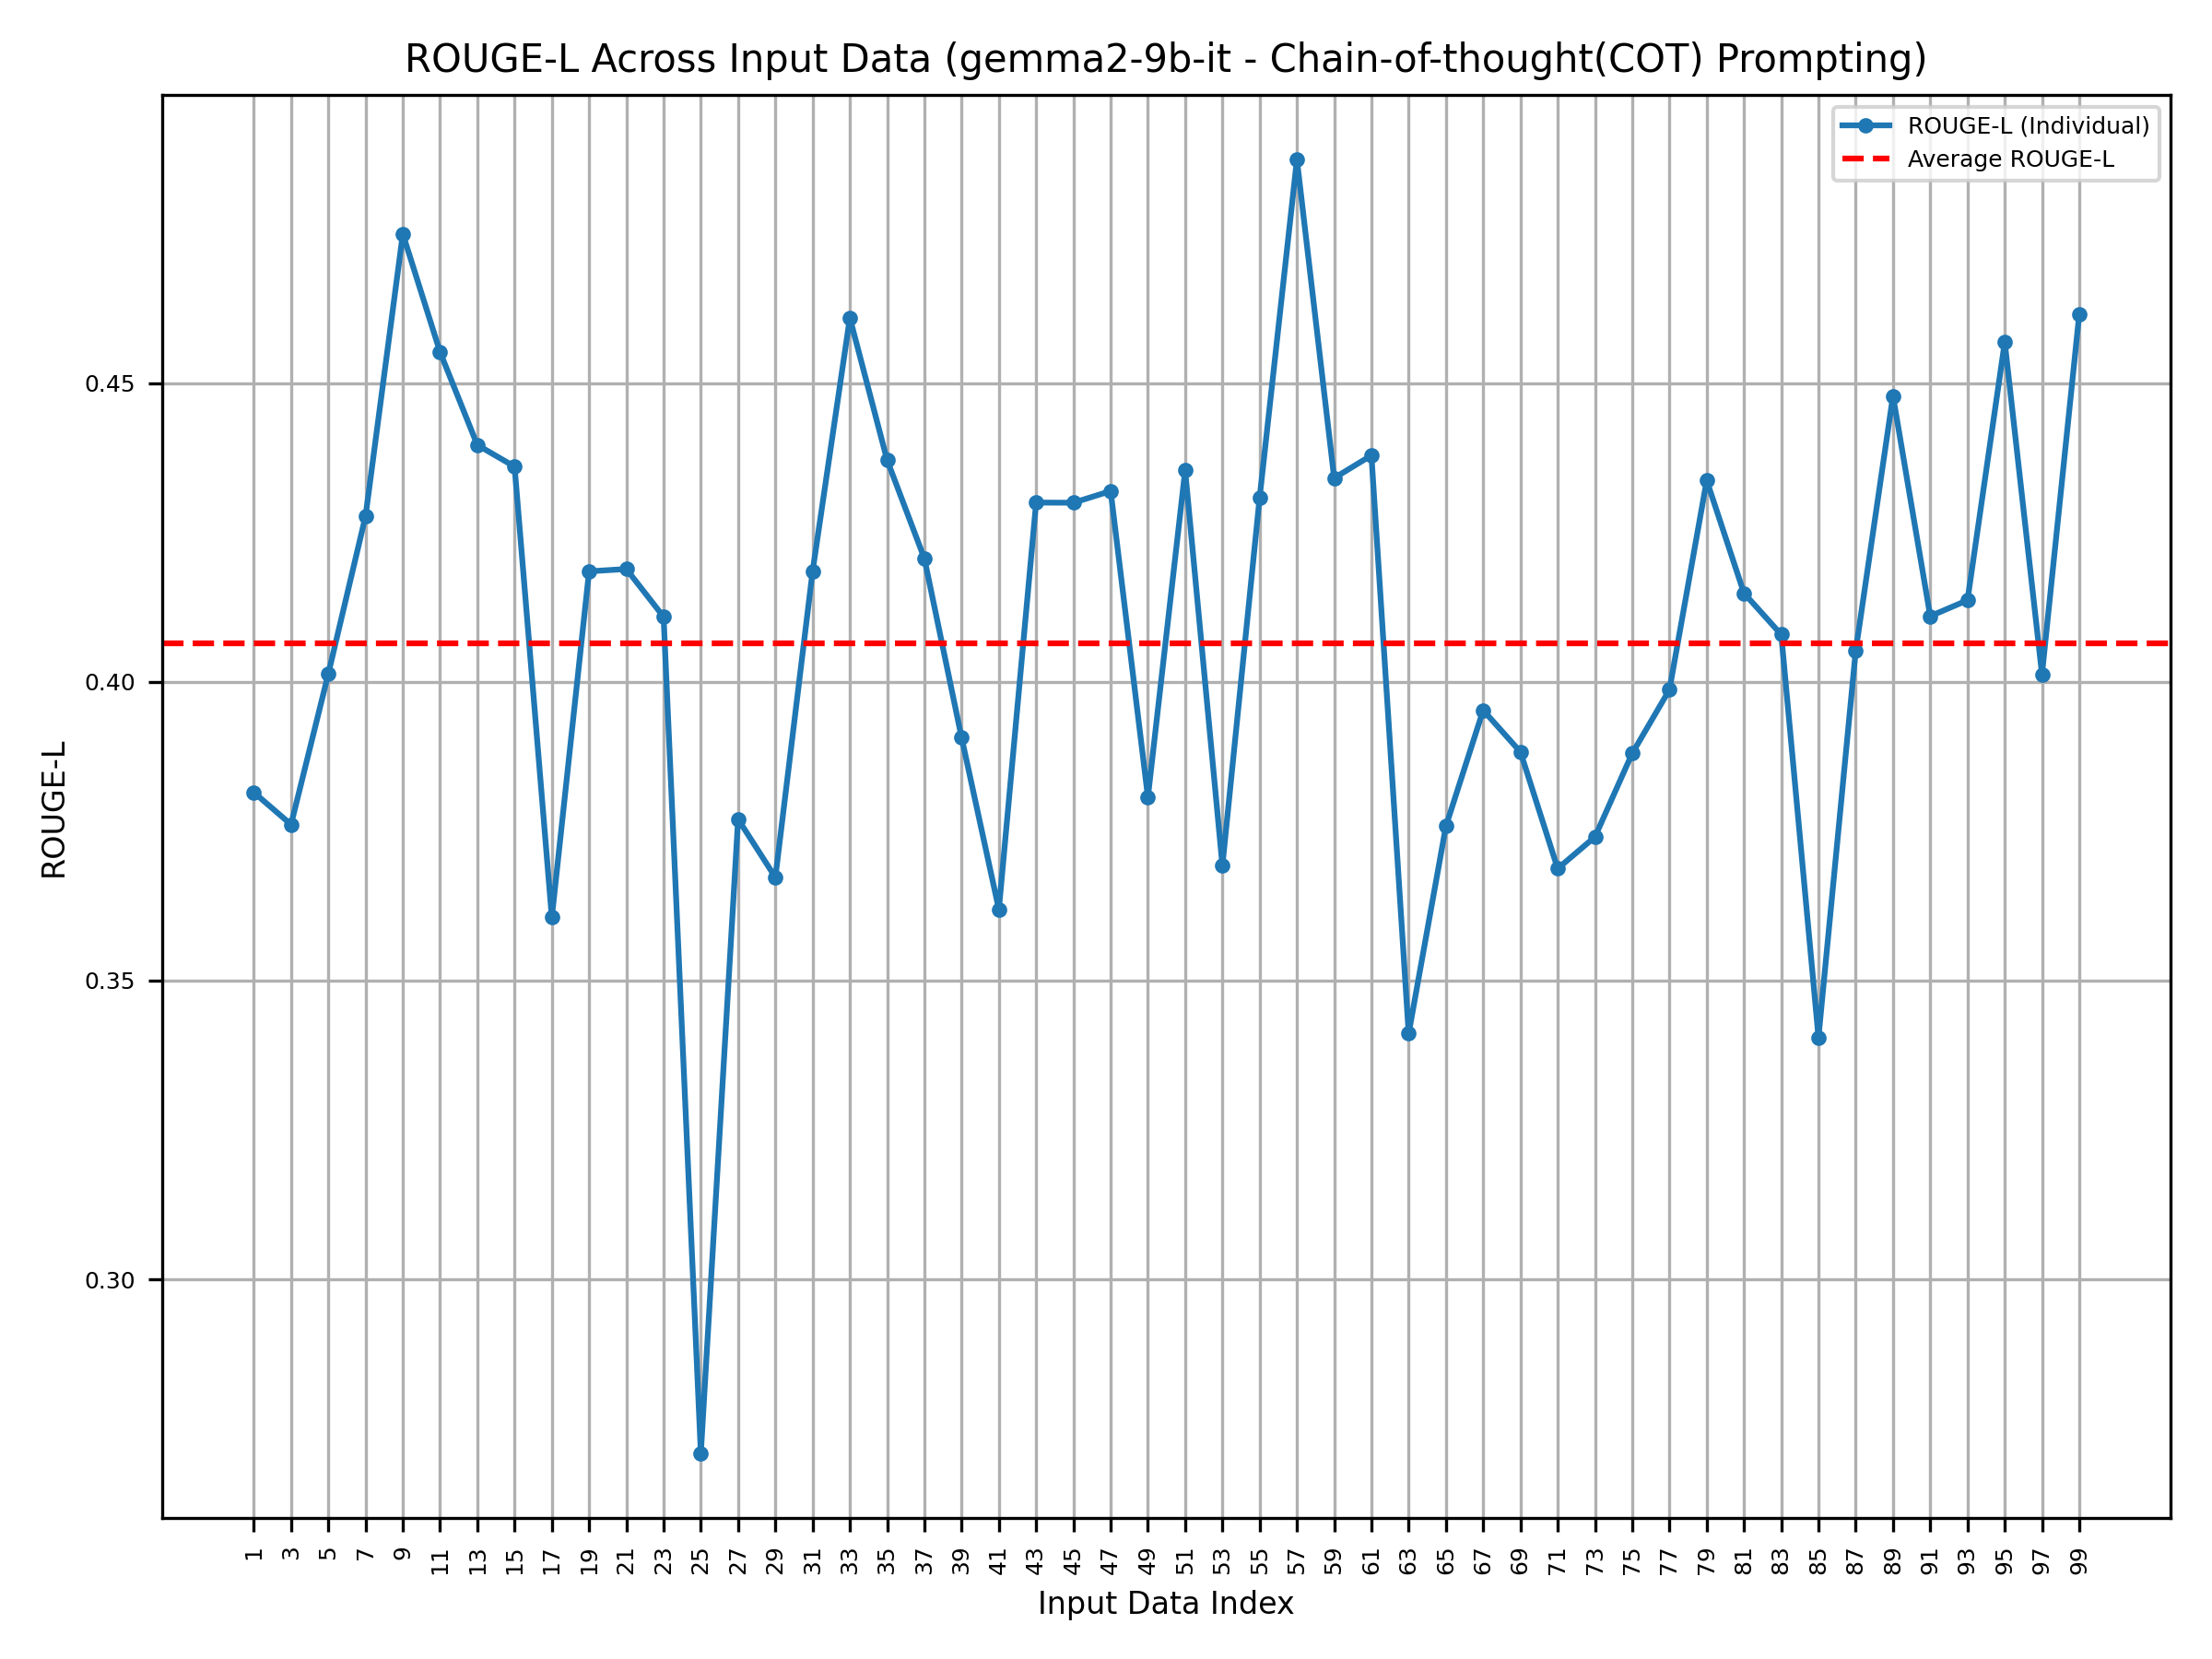 ROUGE-L Across Input Data (gemma2-9b-it - Chain-of-thought(COT) Prompting)
ROUGE-L (Individual)
Average ROUGE-L
ROUGE-L
0.45
0.40
0.35
0.30
1 3 5 7 9 11 13 15 17 19 21 23 25 27 29 31 33 35 37 39 41 43 45 47 49 51 53 55 57 59 61 63 65 67 69 71 73 75 77 79 81 83 85 87 89 91 93 95 97 99
Input Data Index